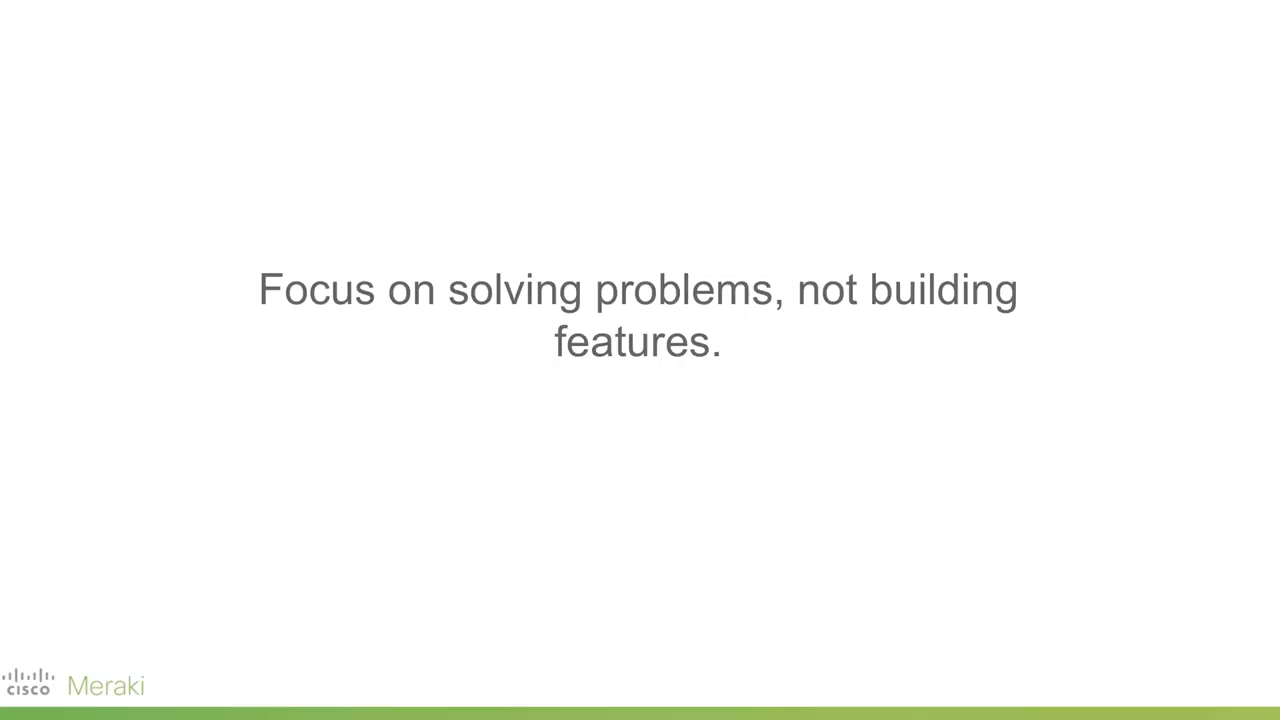 Focus on solving problems, not building
features.
CISCO Meraki